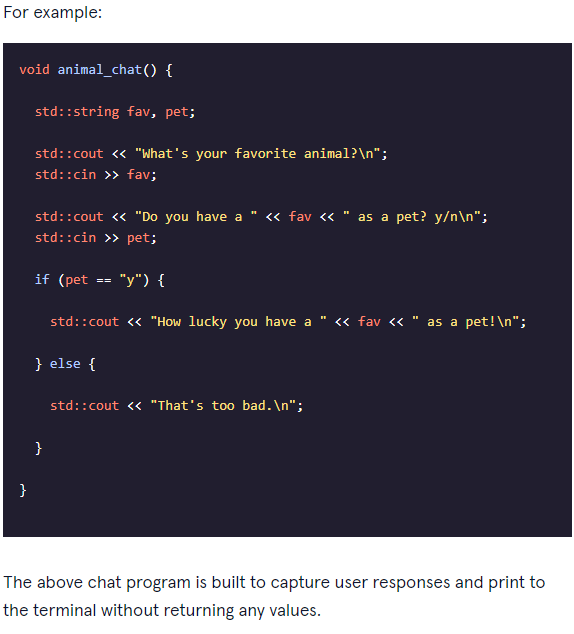 For example:
void animal_chat() {
std::string fav, pet;
std::cout << "What's your favorite animal?\n";
std::cin >> fav;
std::cout << "Do you have a " << fav << " as a pet? y/n\n";
std::cin >> pet;
if (pet == "y") {
std::cout << "How lucky you have a " << fav << " as a pet!\n";
} else {
std::cout << "That's too bad.\n";
}
}
The above chat program is built to capture user responses and print to
the terminal without returning any values.